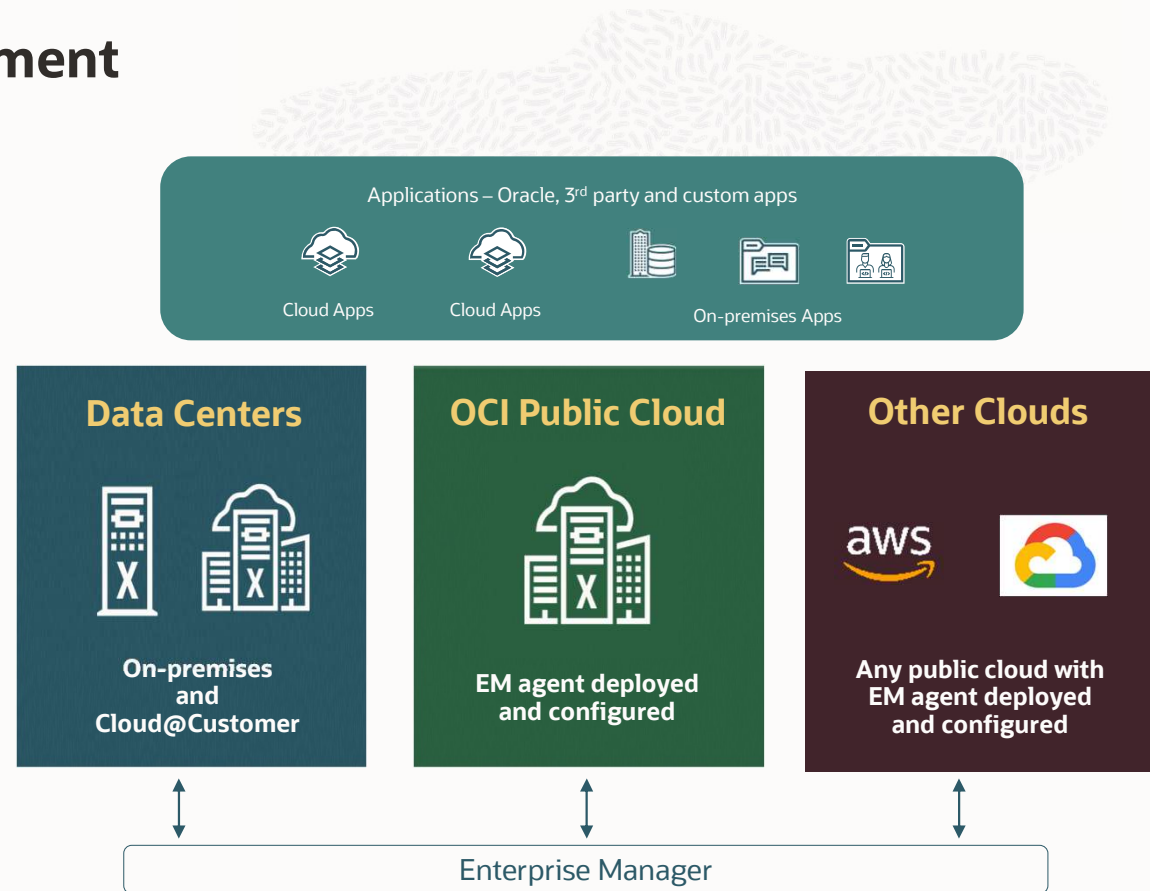 ment
Applications – Oracle, 3rd party and custom apps
Cloud Apps
Cloud Apps
On-premises Apps
Data Centers
X
X
On-premises
and
Cloud@Customer
OCI Public Cloud
X
EM agent deployed
and configured
Other Clouds
aws
Any public cloud with
EM agent deployed
and configured
Enterprise Manager